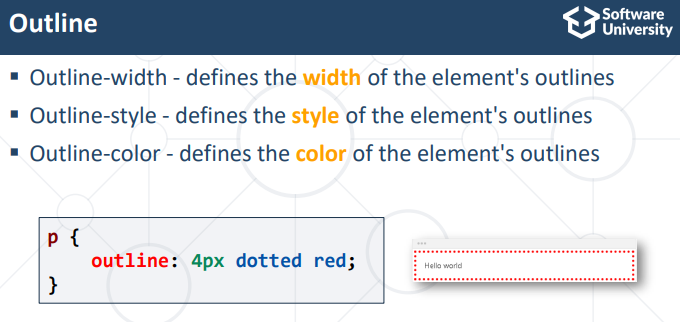 Outline
Software
University
▪ Outline-width - defines the width of the element's outlines
▪ Outline-style - defines the style of the element's outlines
▪ Outline-color - defines the color of the element's outlines
p {
    outline: 4px dotted red;
}
Hello world